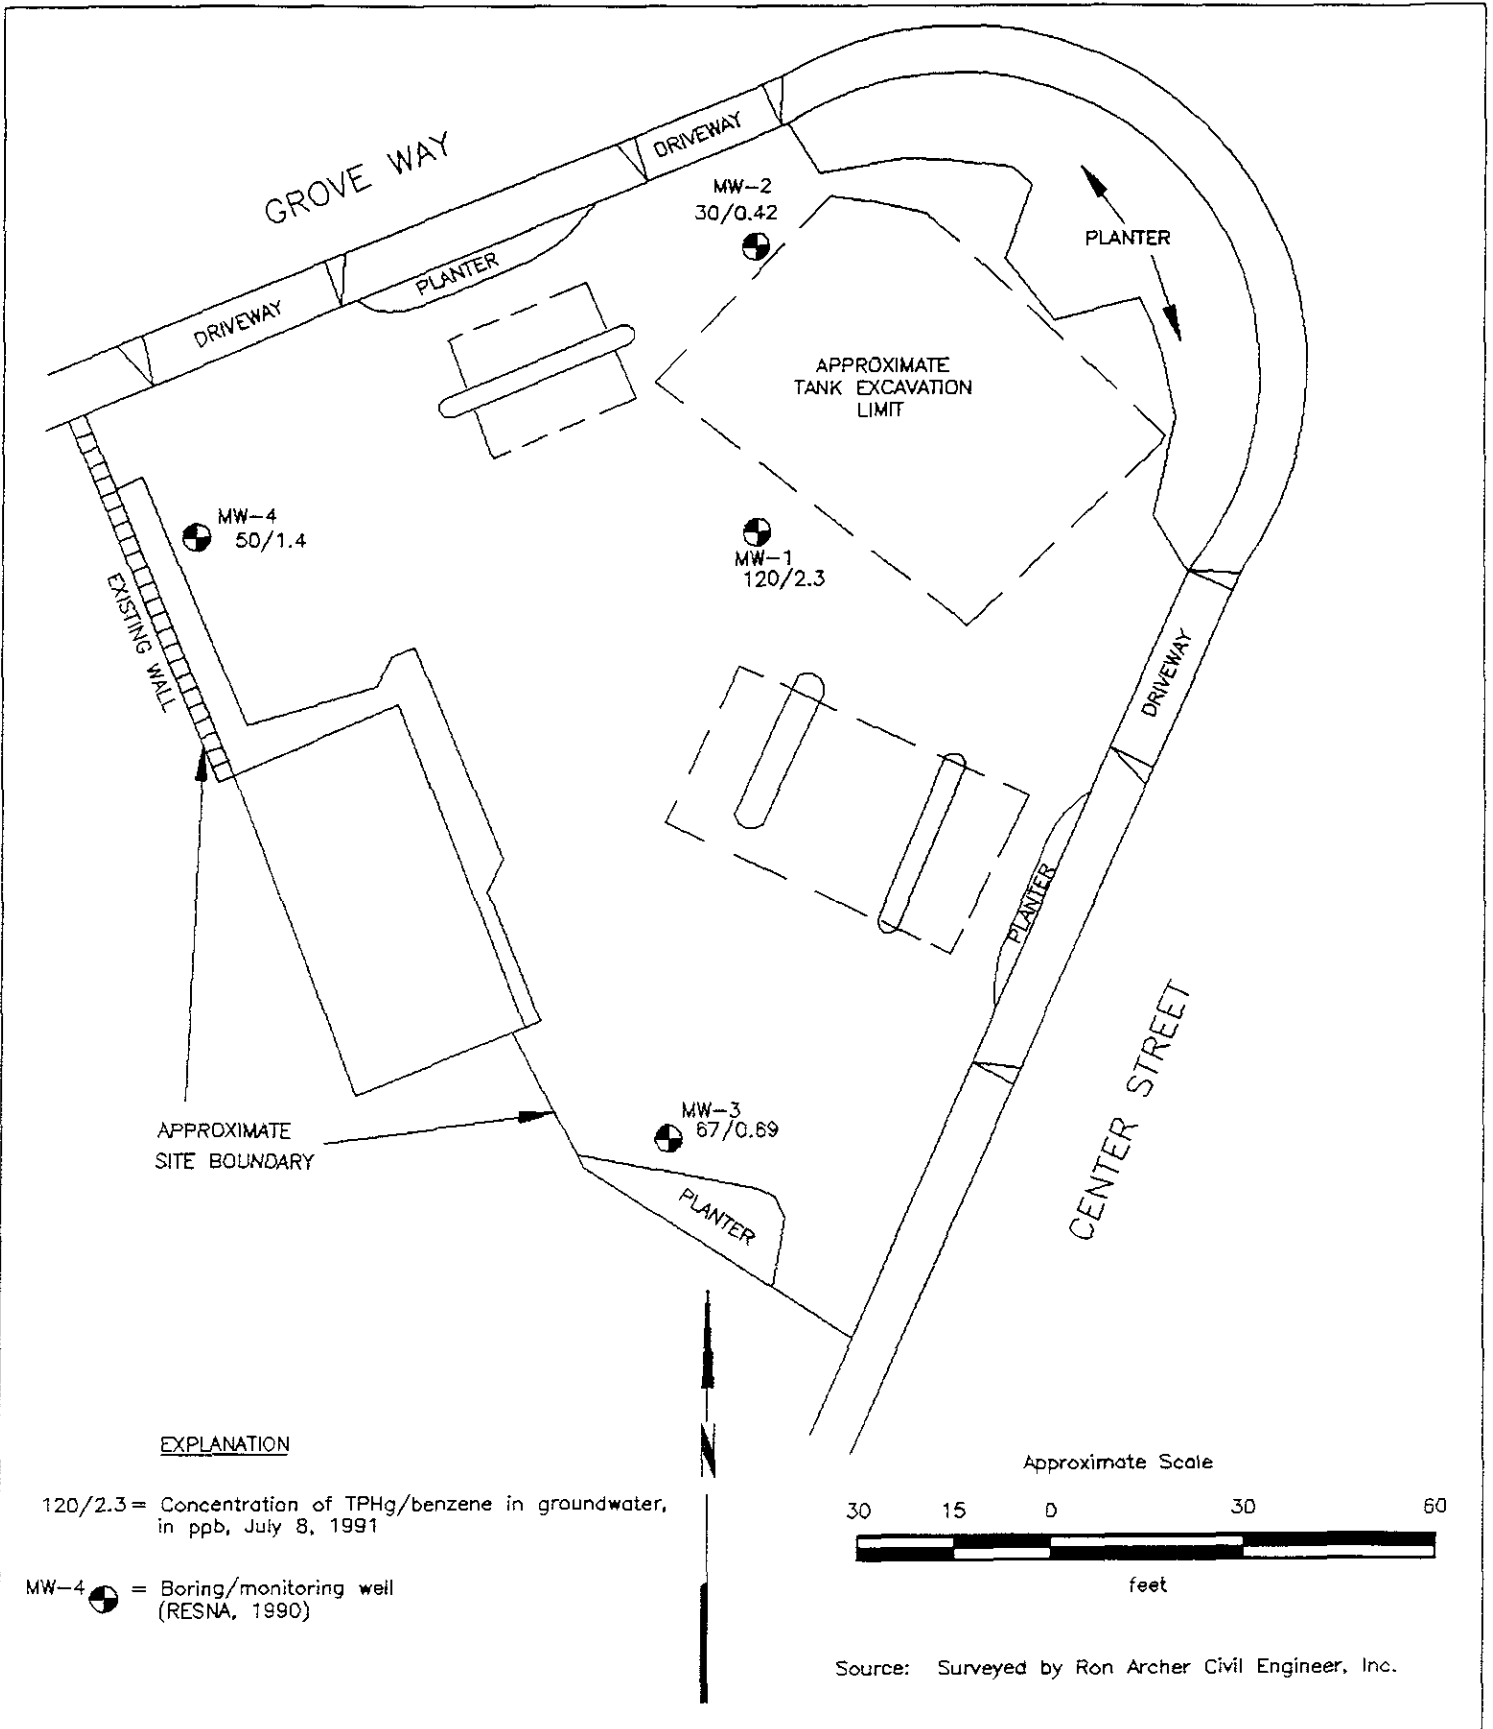 GROVE WAY
DRIVEWAY
MW-2
30/0.42
PLANTER
PLANTER
DRIVEWAY
APPROXIMATE
TANK EXCAVATION
LIMIT
MW-4
50/1.4
MW-1
120/2.3
EXISTING WALL
DRIVEWAY
PLANTER
CENTER STREET
MW-3
67/0.69
APPROXIMATE
SITE BOUNDARY
PLANTER
N
EXPLANATION
120/2.3 = Concentration of TPHg/benzene in groundwater,
in ppb, July 8, 1991
MW-4 = Boring/monitoring well
(RESNA, 1990)
Approximate Scale
30 15 0 30 60
feet
Source: Surveyed by Ron Archer Civil Engineer, Inc.